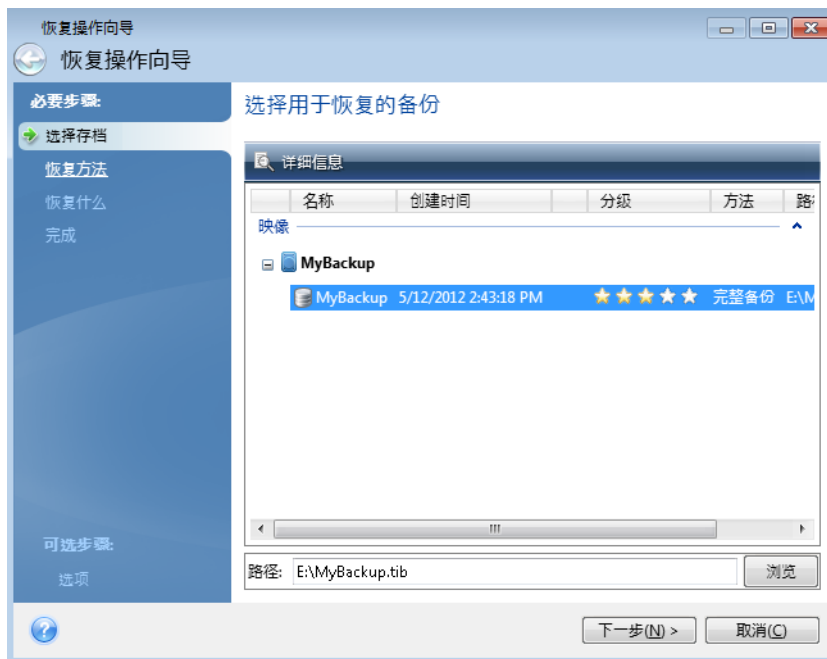 恢复操作向导
恢复操作向导
必要步骤:
选择存档
恢复方法
恢复什么
完成
可选步骤:
选项
选择用于恢复的备份
详细信息
名称 创建时间 分级 方法
映像
MyBackup
MyBackup 5/12/2012 2:43:18 PM 完整备份 E:\M
路径: E:\MyBackup.tib 浏览
下一步(N) > 取消(C)